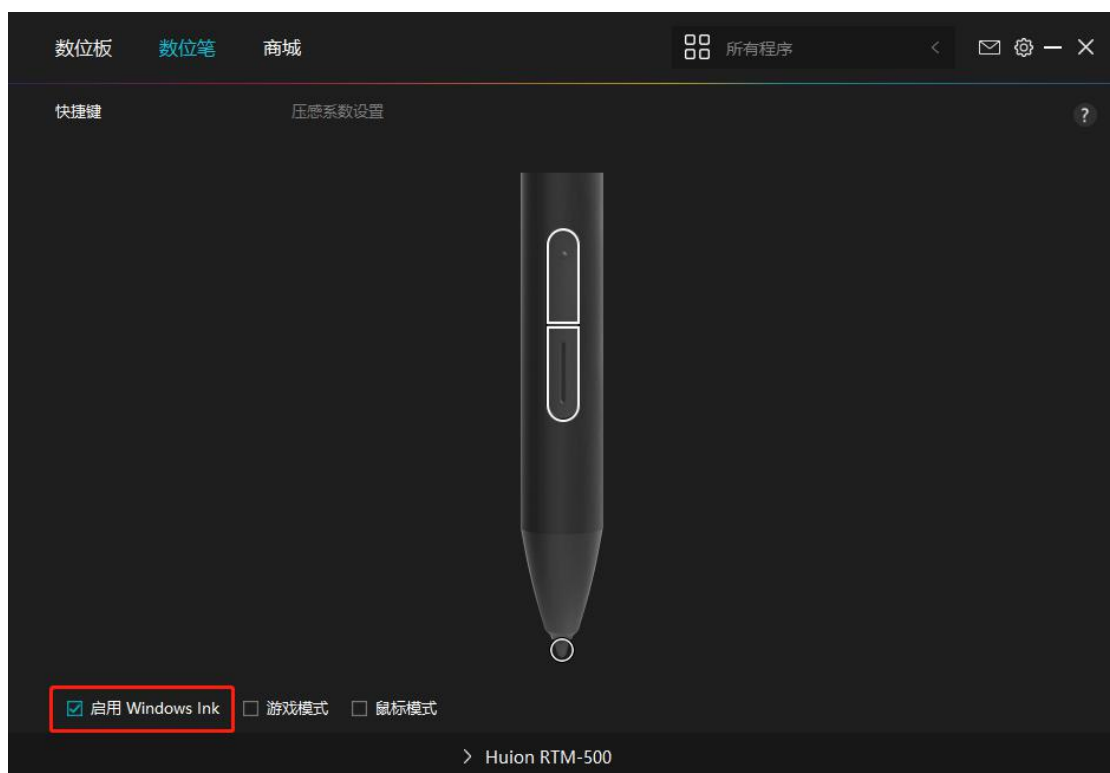 数位板 数位笔 商城 所有程序
快捷键 压感系数设置 ?
启用 Windows Ink 游戏模式 鼠标模式
Huion RTM-500